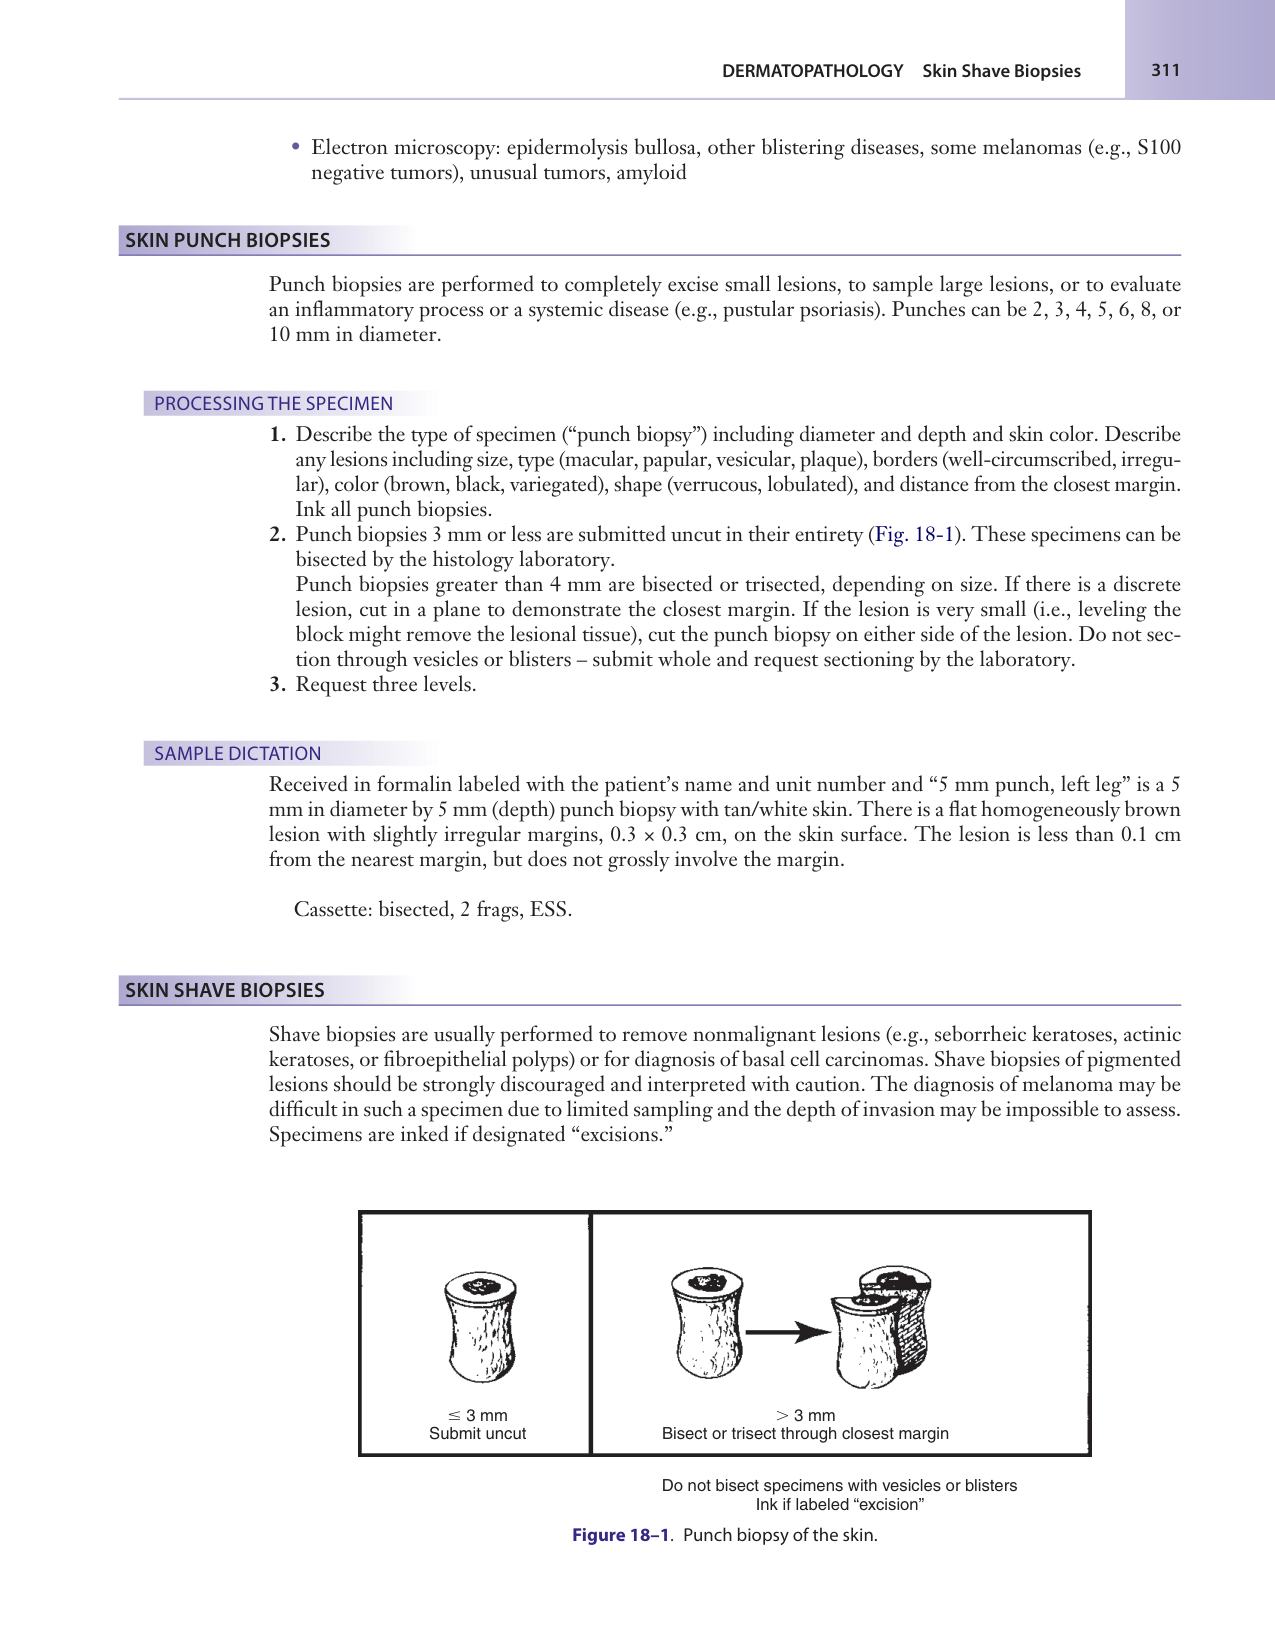 DERMATOPATHOLOGY Skin Shave Biopsies 311
• Electron microscopy: epidermolysis bullosa, other blistering diseases, some melanomas (e.g., S100
negative tumors), unusual tumors, amyloid
SKIN PUNCH BIOPSIES
Punch biopsies are performed to completely excise small lesions, to sample large lesions, or to evaluate
an inflammatory process or a systemic disease (e.g., pustular psoriasis). Punches can be 2, 3, 4, 5, 6, 8, or
10 mm in diameter.
PROCESSING THE SPECIMEN
1. Describe the type of specimen (“punch biopsy”) including diameter and depth and skin color. Describe
any lesions including size, type (macular, papular, vesicular, plaque), borders (well-circumscribed, irregu-
lar), color (brown, black, variegated), shape (verrucous, lobulated), and distance from the closest margin.
Ink all punch biopsies.
2. Punch biopsies 3 mm or less are submitted uncut in their entirety (Fig. 18-1). These specimens can be
bisected by the histology laboratory.
Punch biopsies greater than 4 mm are bisected or trisected, depending on size. If there is a discrete
lesion, cut in a plane to demonstrate the closest margin. If the lesion is very small (i.e., leveling the
block might remove the lesional tissue), cut the punch biopsy on either side of the lesion. Do not sec-
tion through vesicles or blisters – submit whole and request sectioning by the laboratory.
3. Request three levels.
SAMPLE DICTATION
Received in formalin labeled with the patient’s name and unit number and “5 mm punch, left leg” is a 5
mm in diameter by 5 mm (depth) punch biopsy with tan/white skin. There is a flat homogeneously brown
lesion with slightly irregular margins, 0.3 × 0.3 cm, on the skin surface. The lesion is less than 0.1 cm
from the nearest margin, but does not grossly involve the margin.
Cassette: bisected, 2 frags, ESS.
SKIN SHAVE BIOPSIES
Shave biopsies are usually performed to remove nonmalignant lesions (e.g., seborrheic keratoses, actinic
keratoses, or fibroepithelial polyps) or for diagnosis of basal cell carcinomas. Shave biopsies of pigmented
lesions should be strongly discouraged and interpreted with caution. The diagnosis of melanoma may be
difficult in such a specimen due to limited sampling and the depth of invasion may be impossible to assess.
Specimens are inked if designated “excisions.”
≤ 3 mm
Submit uncut
> 3 mm
Bisect or trisect through closest margin
Do not bisect specimens with vesicles or blisters
Ink if labeled “excision”
Figure 18–1. Punch biopsy of the skin.